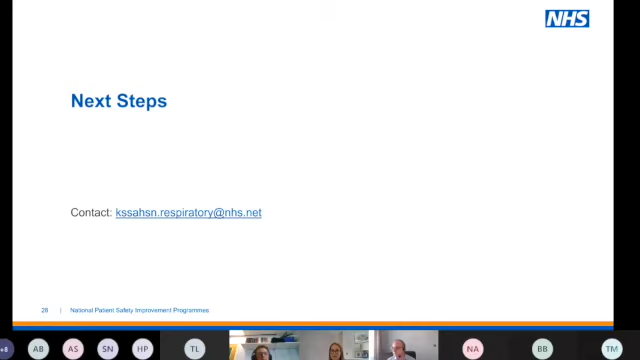 NHS
Next Steps
Contact: kssahsn.respiratory@nhs.net
28 | National Patient Safety Improvement Programmes
+8 AB AS SN HP TL NA BB TM